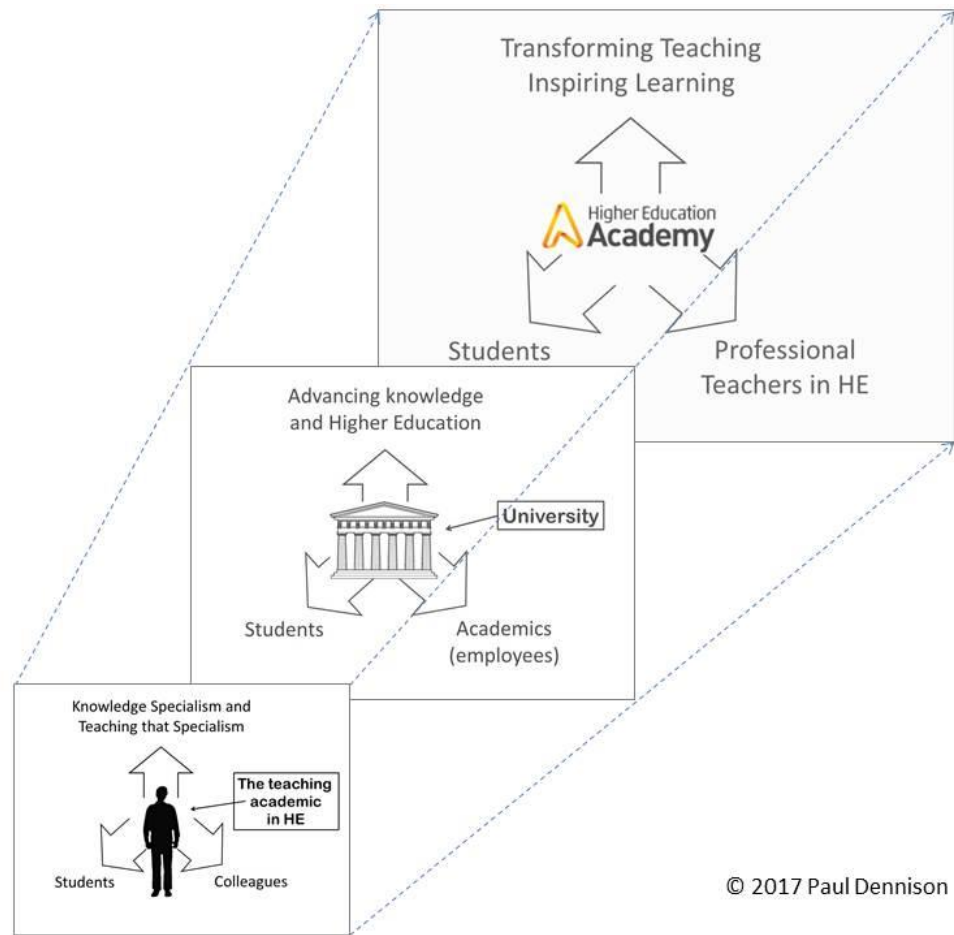 Transforming Teaching
Inspiring Learning
Higher Education
Academy
Students
Professional
Teachers in HE
Advancing knowledge
and Higher Education
University
Students
Academics
(employees)
Knowledge Specialism and
Teaching that Specialism
The teaching
academic
in HE
Students
Colleagues
© 2017 Paul Dennison